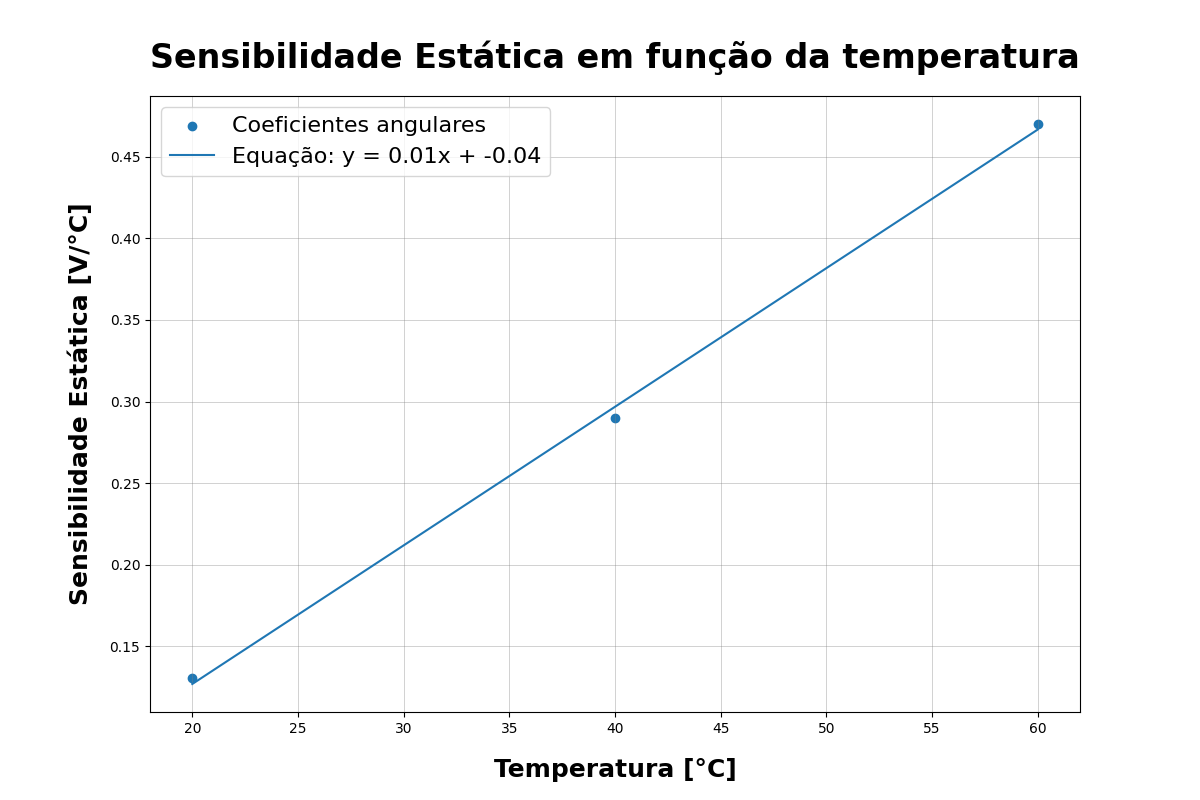 Sensibilidade Estática em função da temperatura
Coeficientes angulares
Equação: y = 0.01x + -0.04
Sensibilidade Estática [V/°C]
0.45
0.40
0.35
0.30
0.25
0.20
0.15
20 25 30 35 40 45 50 55 60
Temperatura [°C]